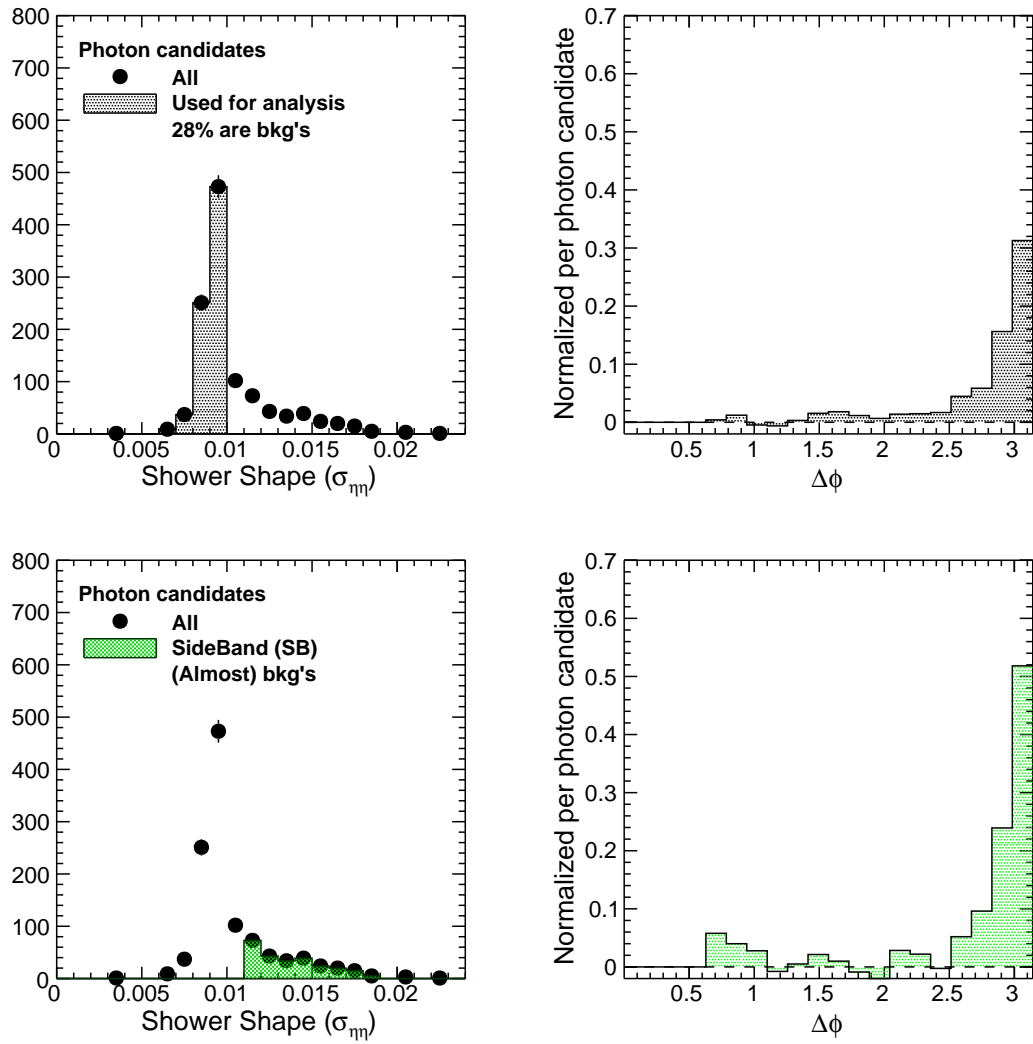 800
700
600
500
400
300
200
100
0
Photon candidates
All
Used for analysis
28% are bkg's
0 0.005 0.01 0.015 0.02
Shower Shape (σηη)
Normalized per photon candidate
0.7
0.6
0.5
0.4
0.3
0.2
0.1
0
0.5 1 1.5 2 2.5 3
Δϕ
800
700
600
500
400
300
200
100
0
Photon candidates
All
SideBand (SB)
(Almost) bkg's
0 0.005 0.01 0.015 0.02
Shower Shape (σηη)
Normalized per photon candidate
0.7
0.6
0.5
0.4
0.3
0.2
0.1
0
0.5 1 1.5 2 2.5 3
Δϕ